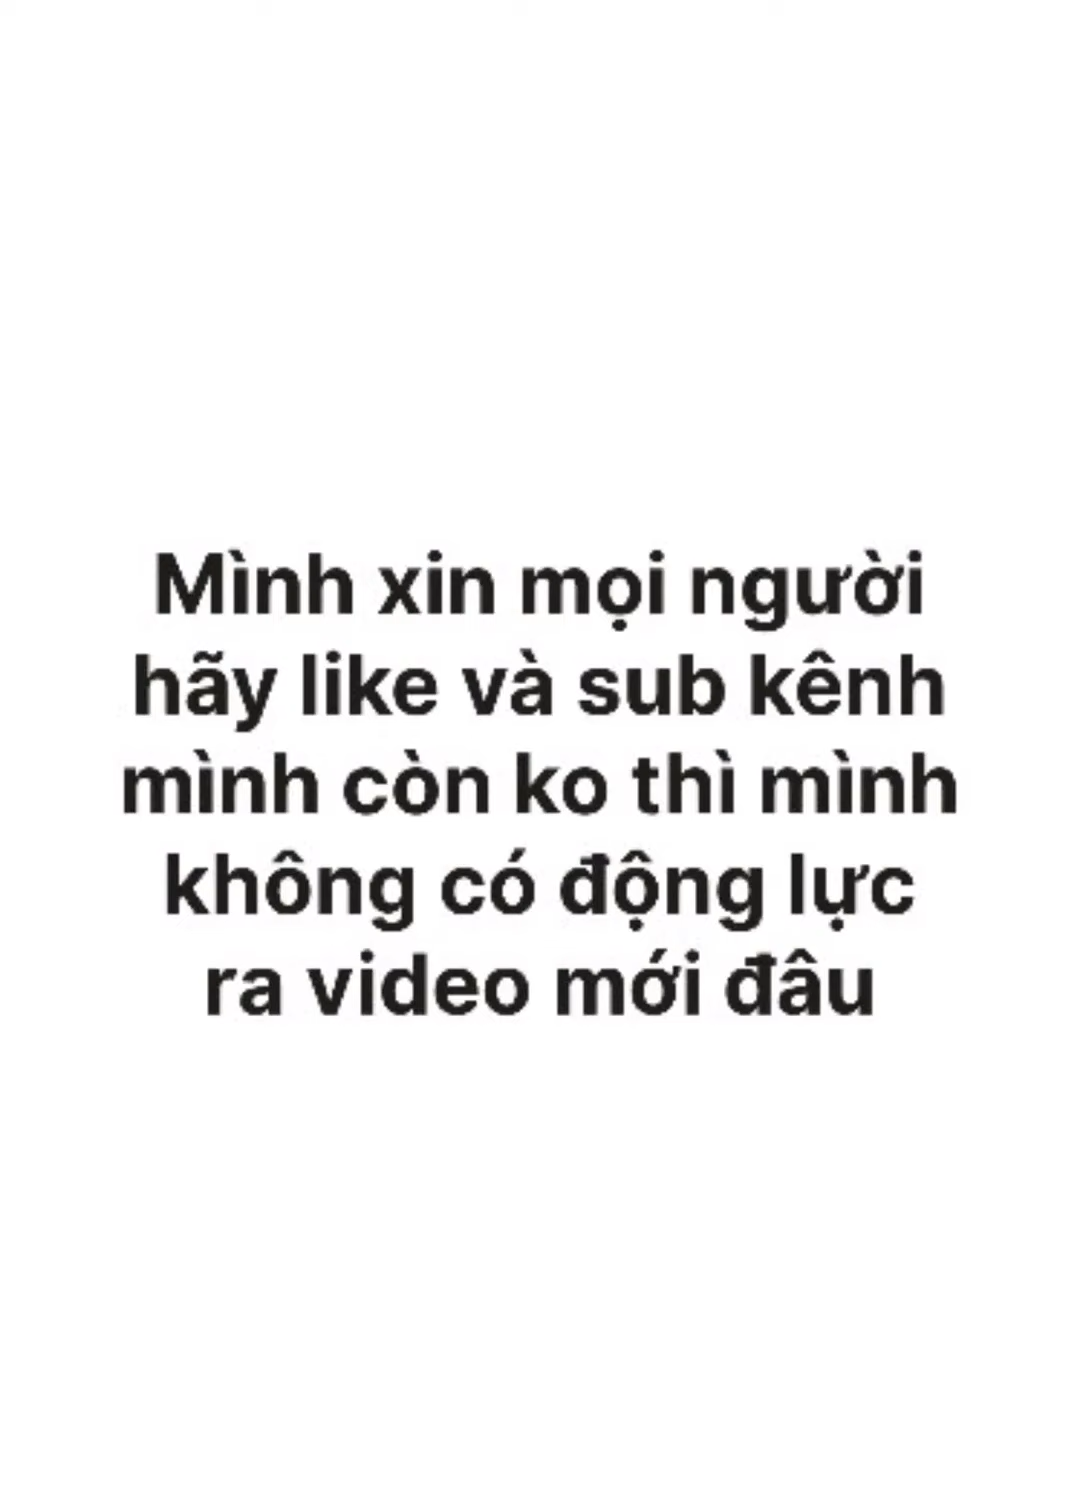 Mình xin mọi người
hãy like và sub kênh
mình còn ko thì mình
không có động lực
ra video mới đâu